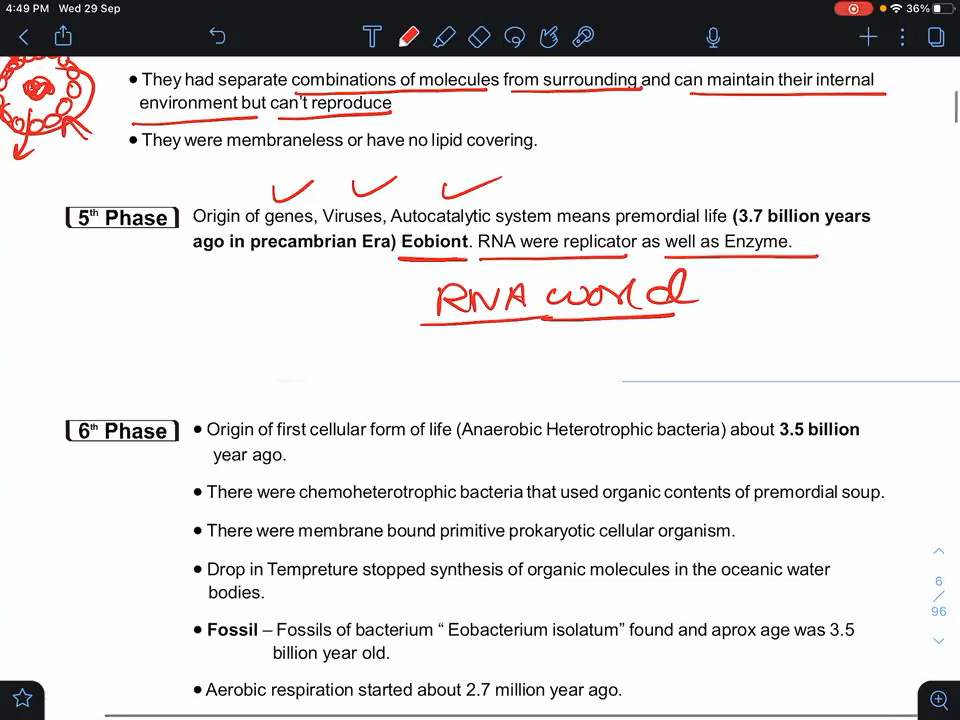 4:49 PM Wed 29 Sep
36%
T
• They had separate combinations of molecules from surrounding and can maintain their internal
environment but can't reproduce
• They were membraneless or have no lipid covering.
5th Phase
Origin of genes, Viruses, Autocatalytic system means premordial life (3.7 billion years
ago in precambrian Era) Eobiont. RNA were replicator as well as Enzyme.
RNA world
6th Phase
• Origin of first cellular form of life (Anaerobic Heterotrophic bacteria) about 3.5 billion
year ago.
• There were chemoheterotrophic bacteria that used organic contents of premordial soup.
• There were membrane bound primitive prokaryotic cellular organism.
• Drop in Tempreture stopped synthesis of organic molecules in the oceanic water
bodies.
• Fossil – Fossils of bacterium “ Eobacterium isolatum” found and aprox age was 3.5
billion year old.
• Aerobic respiration started about 2.7 million year ago.
6
/
96